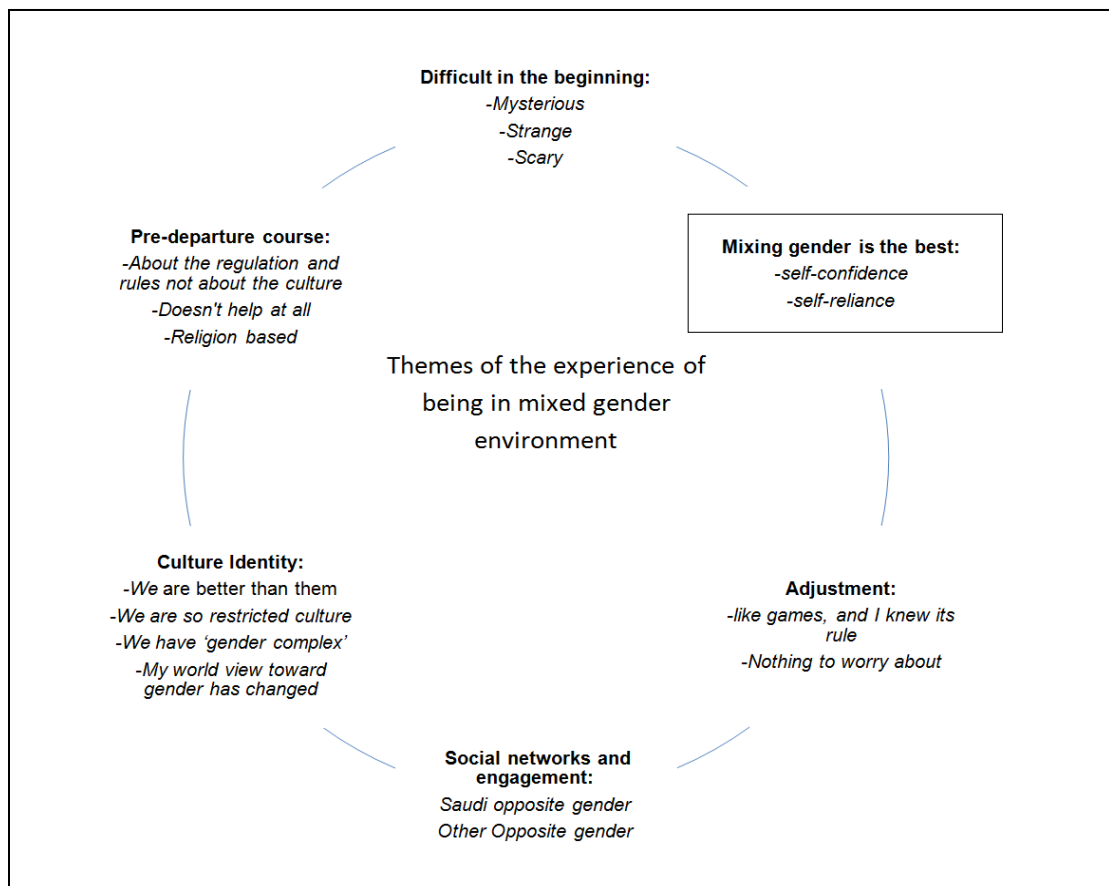 Difficult in the beginning:
-Mysterious
-Strange
-Scary
Mixing gender is the best:
-self-confidence
-self-reliance
Adjustment:
-like games, and I knew its
rule
-Nothing to worry about
Social networks and
engagement:
Saudi opposite gender
Other Opposite gender
Culture Identity:
-We are better than them
-We are so restricted culture
-We have ‘gender complex’
-My world view toward
gender has changed
Pre-departure course:
-About the regulation and
rules not about the culture
-Doesn't help at all
-Religion based
Themes of the experience of
being in mixed gender
environment